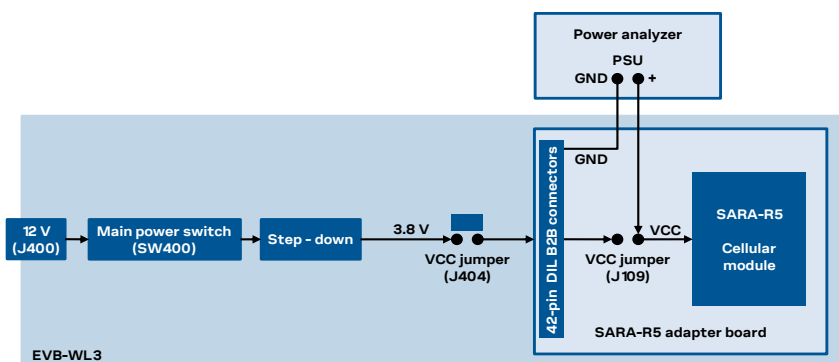 Power analyzer
PSU
GND +
GND
12 V
(J400)
Main power switch
(SW400)
Step - down
3.8 V
VCC jumper
(J404)
42-pin DIL B2B connectors
VCC
VCC jumper
(J109)
SARA-R5
Cellular
module
SARA-R5 adapter board
EVB-WL3